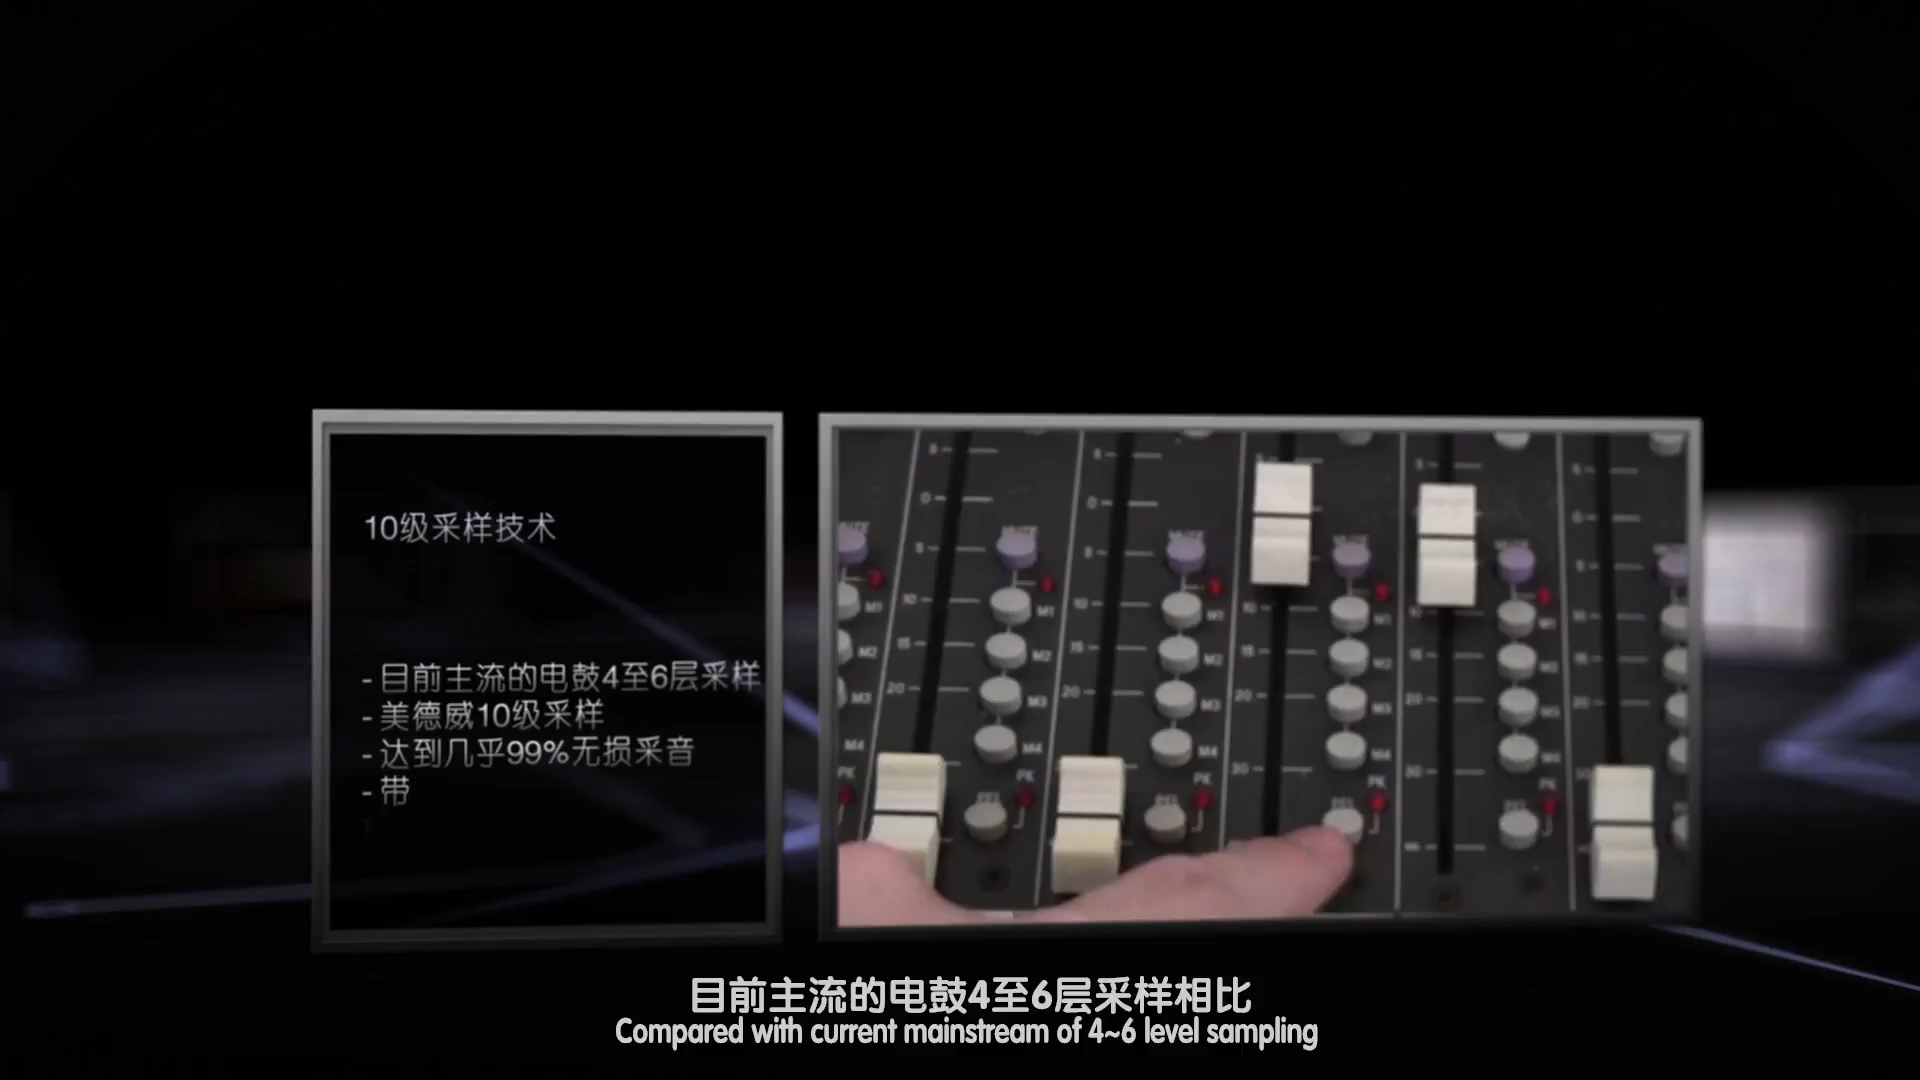 10级采样技术
- 目前主流的电鼓4至6层采样
- 美德威10级采样
- 达到几乎99%无损采音
- 带
目前主流的电鼓4至6层采样相比
Compared with current mainstream of 4~6 level sampling